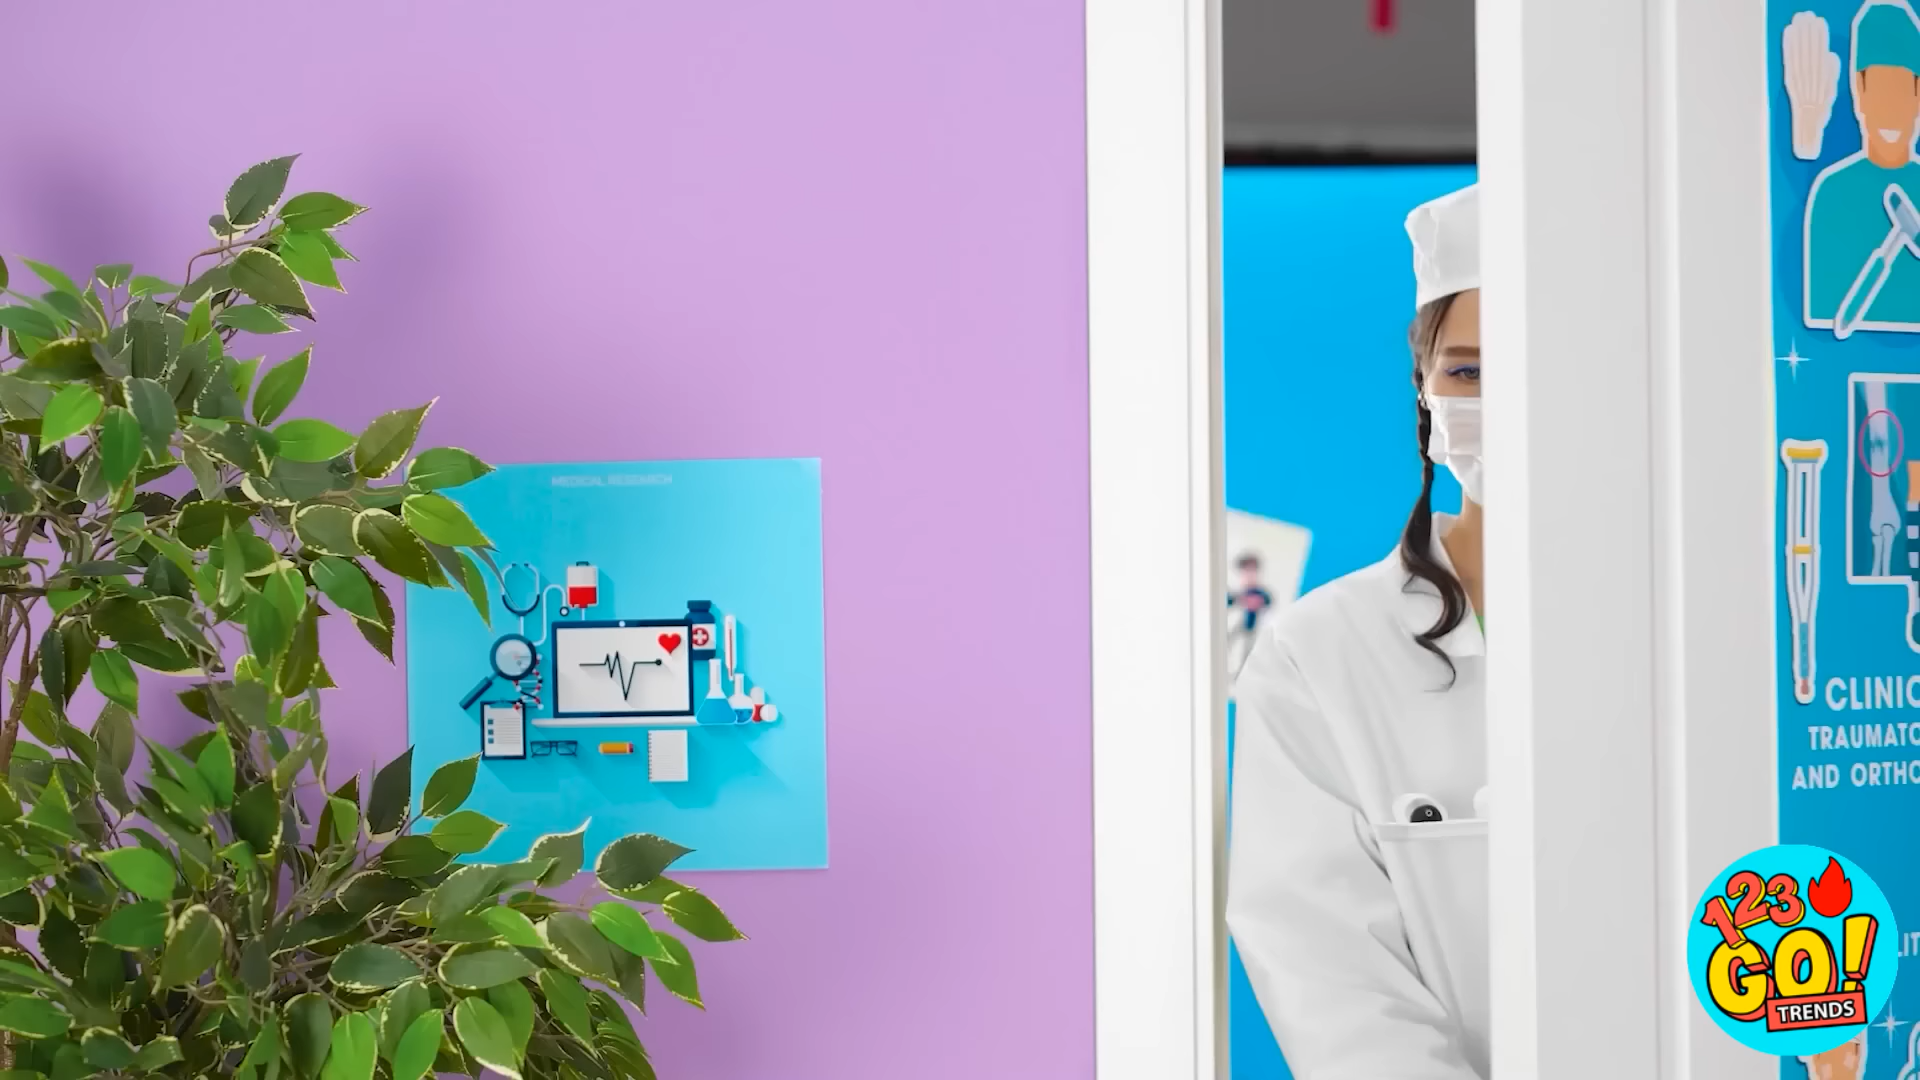 MEDICAL RESEARCH
CLINIC
TRAUMATO
AND ORTHO
123
GO!
TRENDS